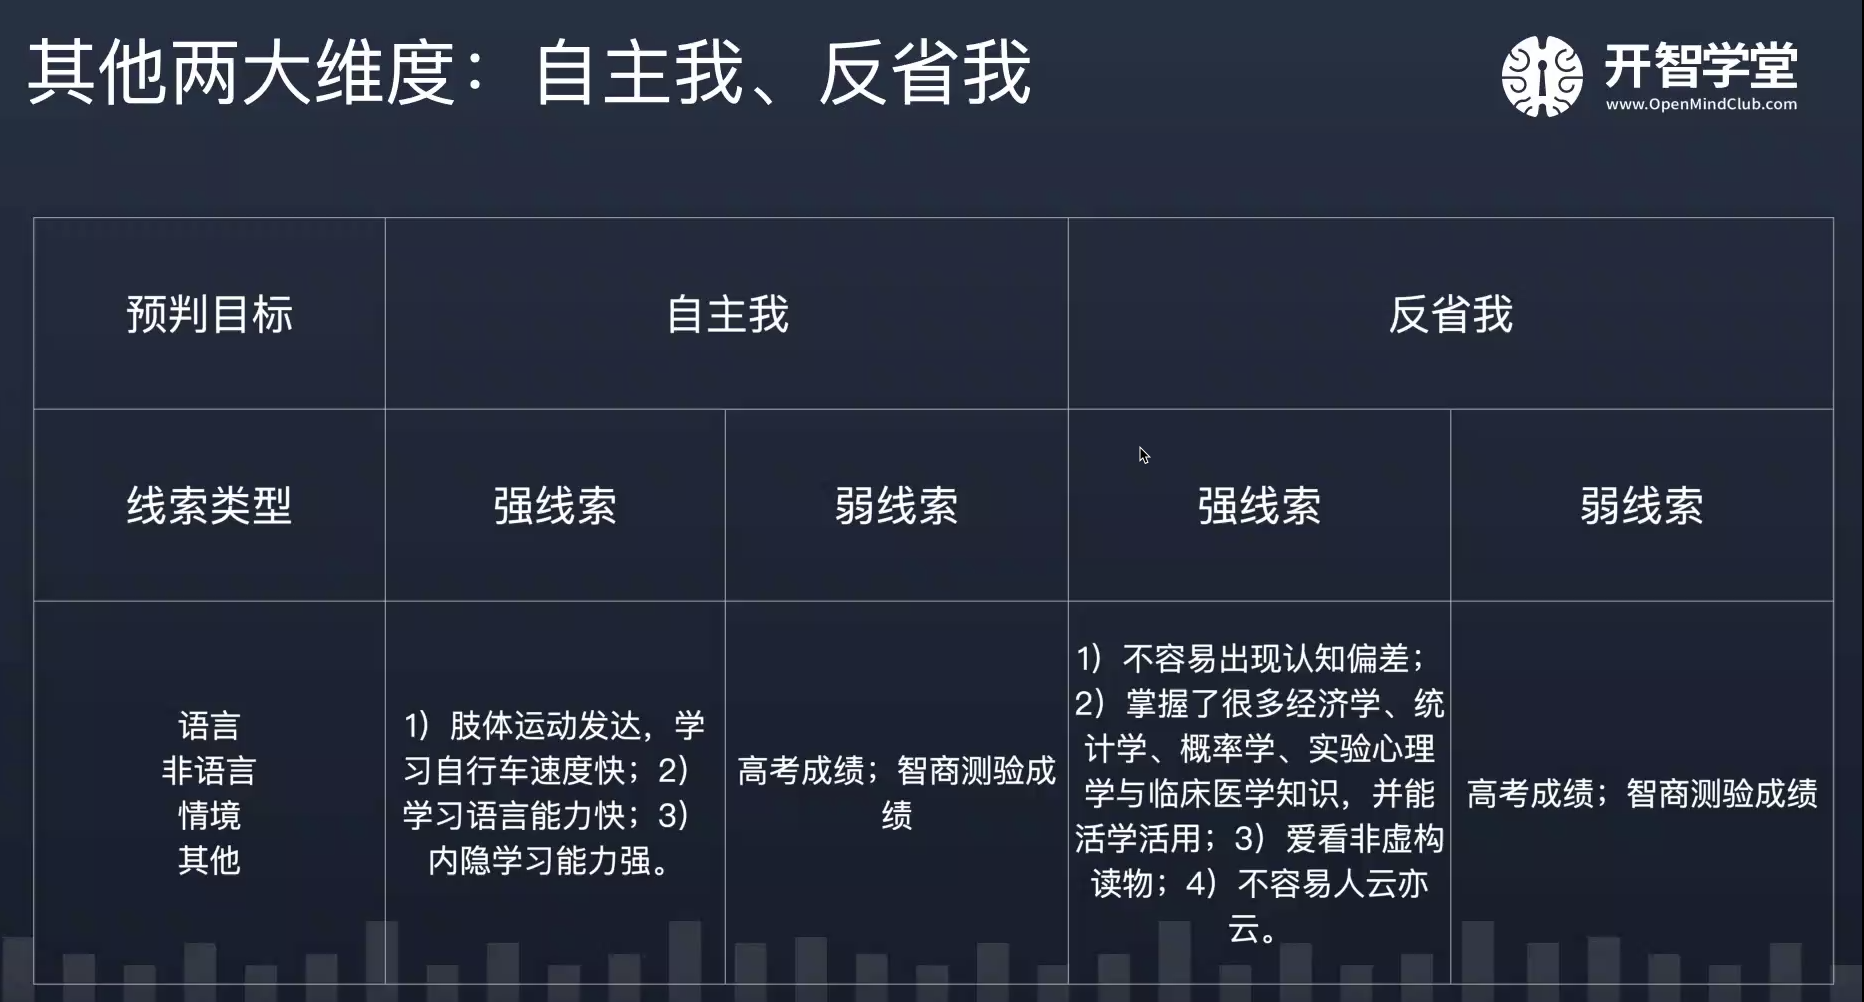 其他两大维度：自主我、反省我
开智学堂
www.OpenMindClub.com
预判目标
自主我
反省我
线索类型
强线索
弱线索
强线索
弱线索
语言
非语言
情境
其他
1）肢体运动发达，学
习自行车速度快；2）
学习语言能力快；3）
内隐学习能力强。
高考成绩；智商测验成
绩
1）不容易出现认知偏差；
2）掌握了很多经济学、统
计学、概率学、实验心理
学与临床医学知识，并能
活学活用；3）爱看非虚构
读物；4）不容易人云亦
云。
高考成绩；智商测验成绩